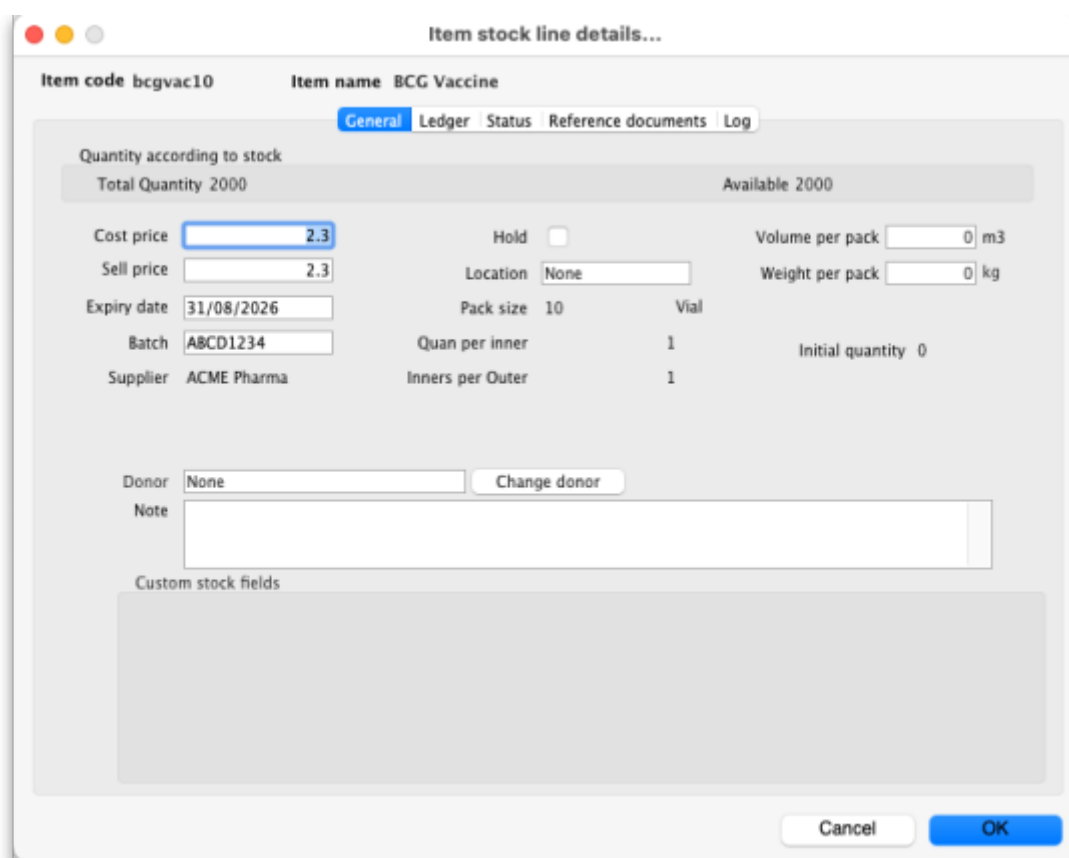 Item stock line details...
Item code bcgvac10 Item name BCG Vaccine
General Ledger Status Reference documents Log
Quantity according to stock
Total Quantity 2000 Available 2000
Cost price 2.3 Hold Volume per pack 0 m3
Sell price 2.3 Location None Weight per pack 0 kg
Expiry date 31/08/2026 Pack size 10 Vial
Batch ABCD1234 Quan per inner 1 Initial quantity 0
Supplier ACME Pharma Inners per Outer 1
Donor None Change donor
Note
Custom stock fields
Cancel OK